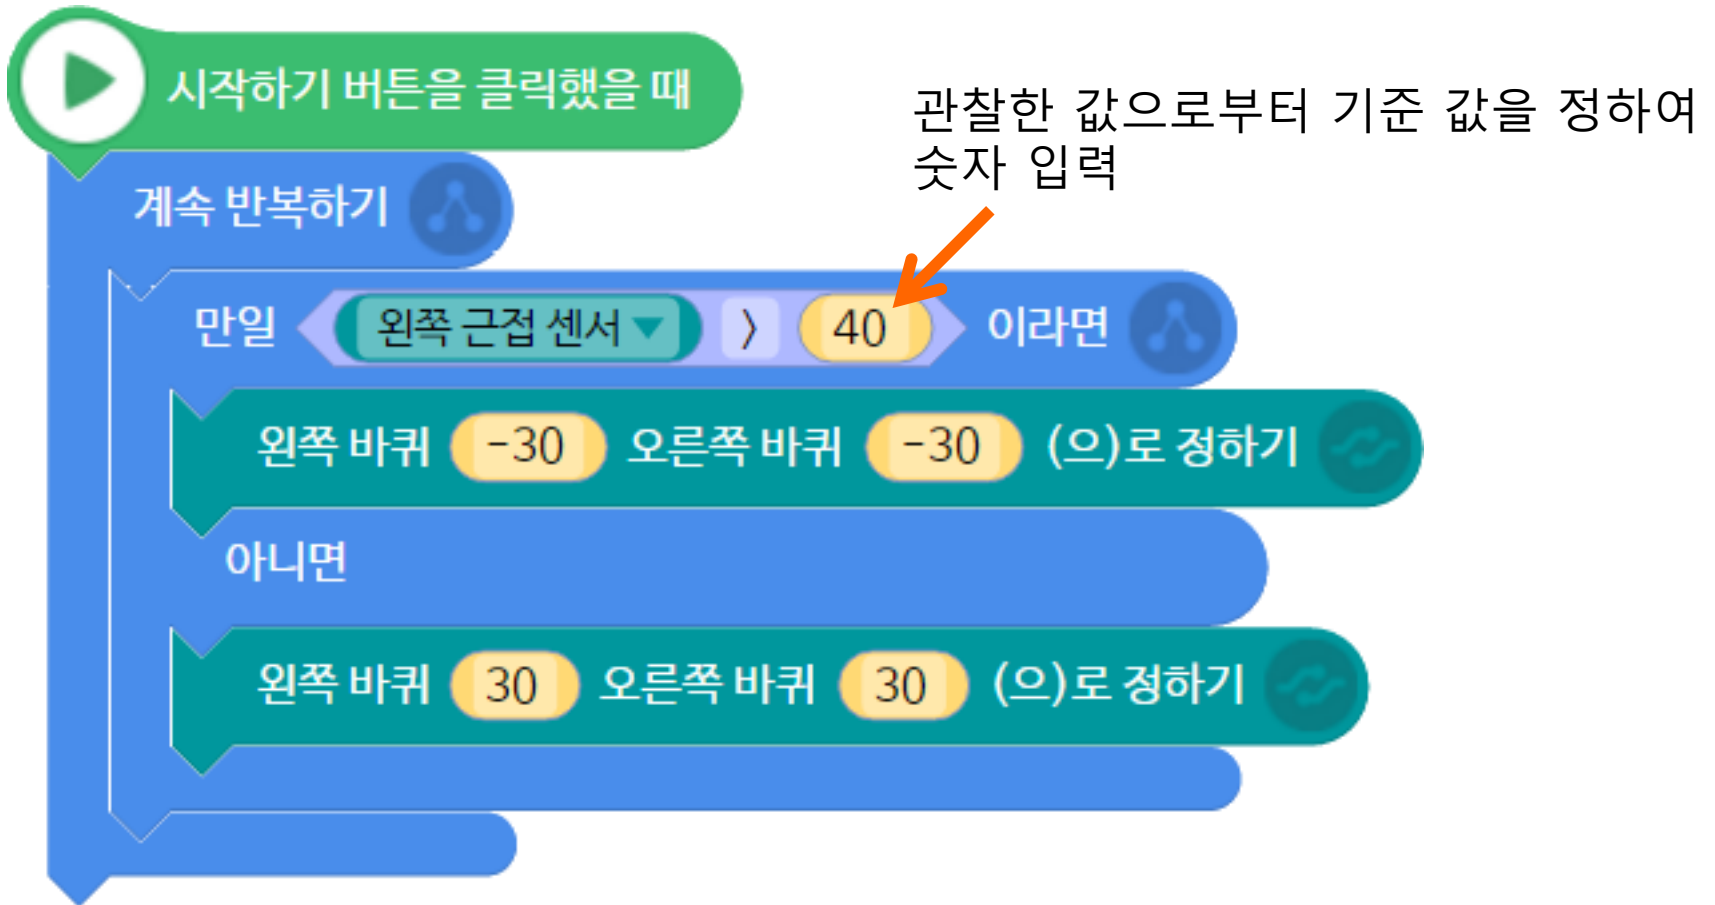 시작하기 버튼을 클릭했을 때
관찰한 값으로부터 기준 값을 정하여
숫자 입력
계속 반복하기
만일 왼쪽 근접 센서 > 40 이라면
왼쪽 바퀴 -30 오른쪽 바퀴 -30 (으)로 정하기
아니면
왼쪽 바퀴 30 오른쪽 바퀴 30 (으)로 정하기